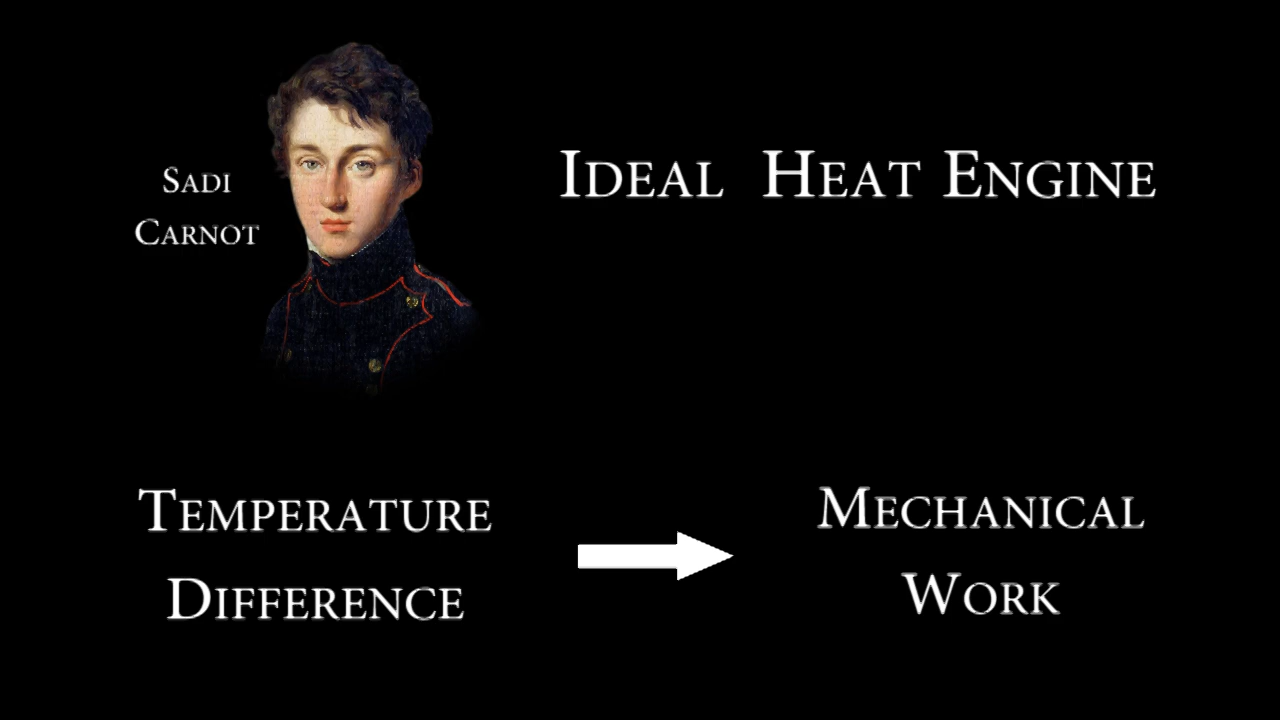 Sadi
Carnot
Ideal Heat Engine
Temperature
Difference
Mechanical
Work